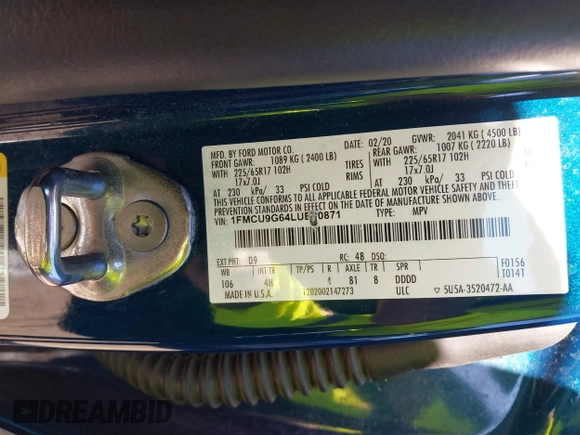 MFG. BY FORD MOTOR CO.
DATE: 02/20 GVWR: 2041 KG ( 4500 LB)
FRONT GAWR: 1089 KG ( 2400 LB) REAR GAWR: 1007 KG ( 2220 LB)
WITH 225/65R17 102H TIRES WITH 225/65R17 102H
17x7.0J RIMS 17x7.0J
AT 230 kPa/ 33 PSI COLD AT 230 kPa/ 33 PSI COLD
THIS VEHICLE CONFORMS TO ALL APPLICABLE FEDERAL MOTOR VEHICLE SAFETY AND THEFT
PREVENTION STANDARDS IN EFFECT ON THE DATE OF MANUFACTURE SHOWN ABOVE.
VIN: 1FMCU9G64LU 0871 TYPE: MPV
EXT PNT: D9 RC: 4B DSO:
WB INT TR TP/PS R AXLE TR SPR
106 4H 81 8 DDDD
MADE IN U.S.A. 1202002147273 ULC
F0156
T0141
5U5A-3520472-AA
DREAMBID